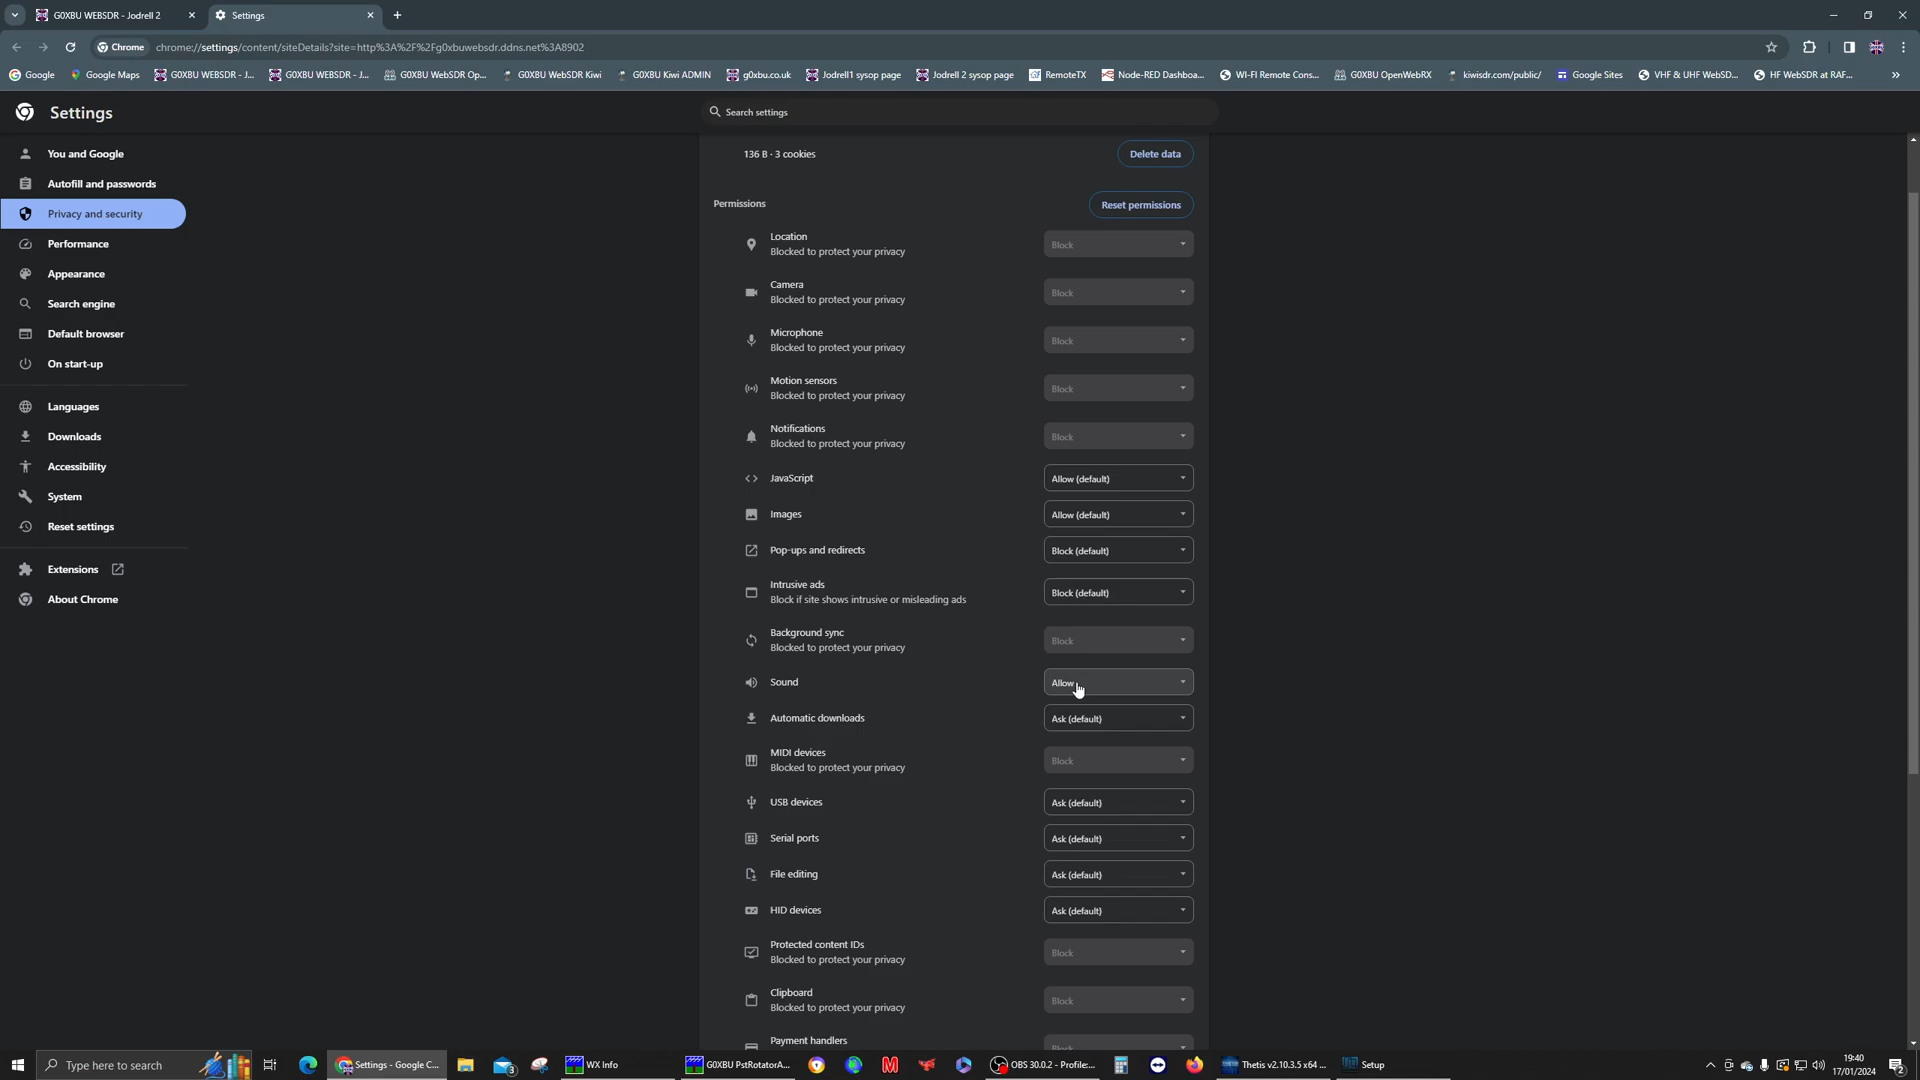 G0XBU WEBSDR - Jodrell 2
Settings
Chrome
chrome://settings/content/siteDetails?site=http%3A%2F%2Fg0xbuwebsdr.ddns.net%3A8902
Google
Google Maps
G0XBU WEBSDR - J...
G0XBU WEBSDR - J...
G0XBU WebSDR Op...
G0XBU WebSDR Kiwi
G0XBU Kiwi ADMIN
g0xbu.co.uk
Jodrell1 sysop page
Jodrell 2 sysop page
RemoteTX
Node-RED Dashboa...
WI-FI Remote Cons...
G0XBU OpenWebRX
kiwisdr.com/public/
Google Sites
VHF & UHF WebSD...
HF WebSDR at RAF...
Settings
Search settings
You and Google
Autofill and passwords
Privacy and security
Performance
Appearance
Search engine
Default browser
On start-up
Languages
Downloads
Accessibility
System
Reset settings
Extensions
About Chrome
136 B · 3 cookies
Delete data
Permissions
Reset permissions
Location
Blocked to protect your privacy
Block
Camera
Blocked to protect your privacy
Block
Microphone
Blocked to protect your privacy
Block
Motion sensors
Blocked to protect your privacy
Block
Notifications
Blocked to protect your privacy
Block
JavaScript
Allow (default)
Images
Allow (default)
Pop-ups and redirects
Block (default)
Intrusive ads
Block if site shows intrusive or misleading ads
Block (default)
Background sync
Blocked to protect your privacy
Block
Sound
Allow
Automatic downloads
Ask (default)
MIDI devices
Blocked to protect your privacy
Block
USB devices
Ask (default)
Serial ports
Ask (default)
File editing
Ask (default)
HID devices
Ask (default)
Protected content IDs
Blocked to protect your privacy
Block
Clipboard
Blocked to protect your privacy
Block
Payment handlers
Block
Type here to search
Settings - Google C...
3
WX Info
G0XBU PstRotatorA...
OBS 30.0.2 - Profile:...
Thetis v2.10.3.5 x64 ...
Setup
19:40
17/01/2024
2